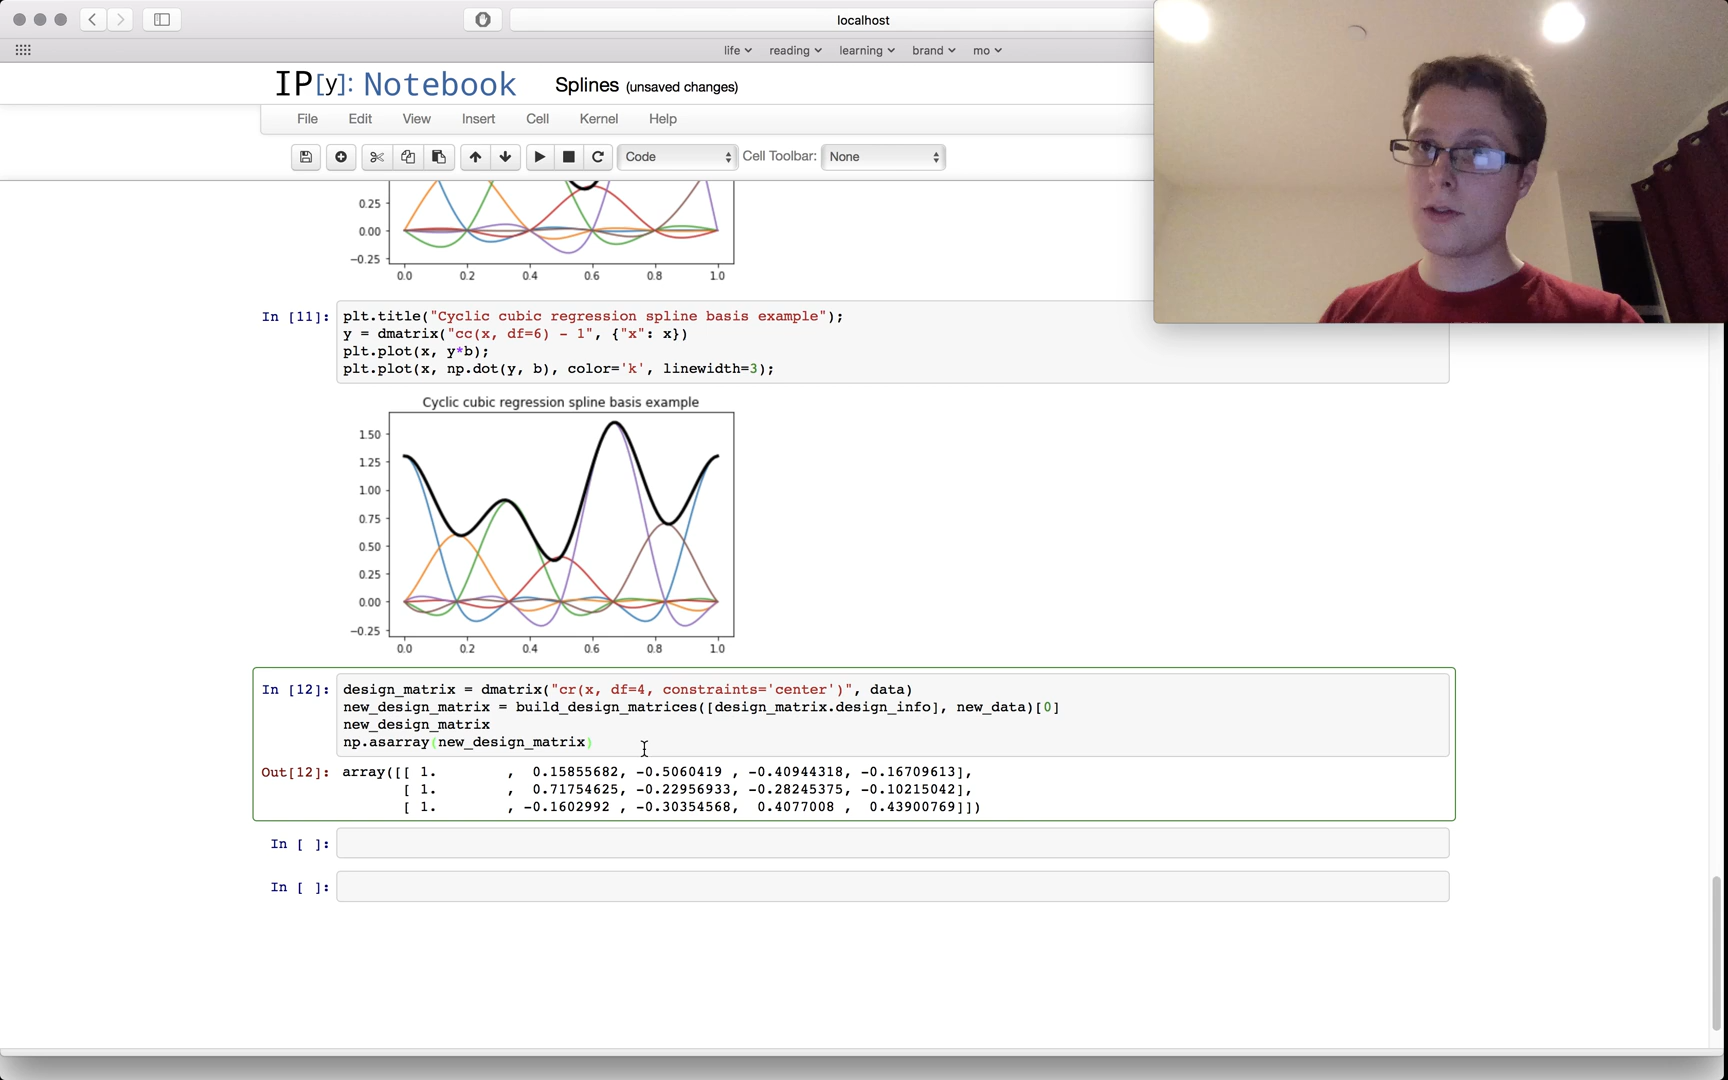 localhost
life reading learning brand mo
IP[y]: Notebook Splines (unsaved changes)
File Edit View Insert Cell Kernel Help
Code Cell Toolbar: None
0.25
0.00
−0.25
0.0 0.2 0.4 0.6 0.8 1.0
In [11]: plt.title("Cyclic cubic regression spline basis example");
y = dmatrix("cc(x, df=6) - 1", {"x": x})
plt.plot(x, y*b);
plt.plot(x, np.dot(y, b), color='k', linewidth=3);
Cyclic cubic regression spline basis example
1.50
1.25
1.00
0.75
0.50
0.25
0.00
−0.25
0.0 0.2 0.4 0.6 0.8 1.0
In [12]: design_matrix = dmatrix("cr(x, df=4, constraints='center')", data)
new_design_matrix = build_design_matrices([design_matrix.design_info], new_data)[0]
new_design_matrix
np.asarray(new_design_matrix)
Out[12]: array([[ 1.        ,  0.15855682, -0.5060419 , -0.40944318, -0.16709613],
[ 1.        ,  0.71754625, -0.22956933, -0.28245375, -0.10215042],
[ 1.        , -0.1602992 , -0.30354568,  0.4077008 ,  0.43900769]])
In [ ]:
In [ ]: